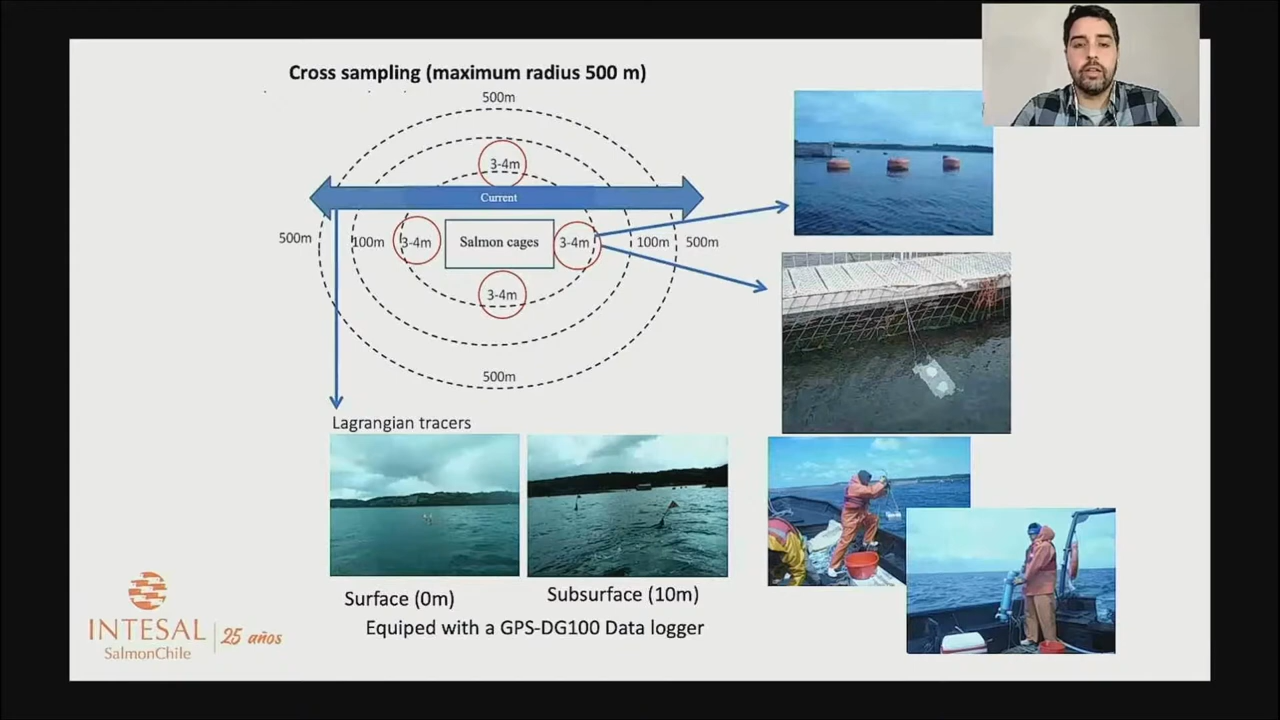 Cross sampling (maximum radius 500 m)
500m
3-4m
Current
500m
100m
3-4m
Salmon cages
3-4m
100m
500m
3-4m
500m
Lagrangian tracers
Surface (0m)
Subsurface (10m)
Equiped with a GPS-DG100 Data logger
INTESAL
SalmonChile
25 años